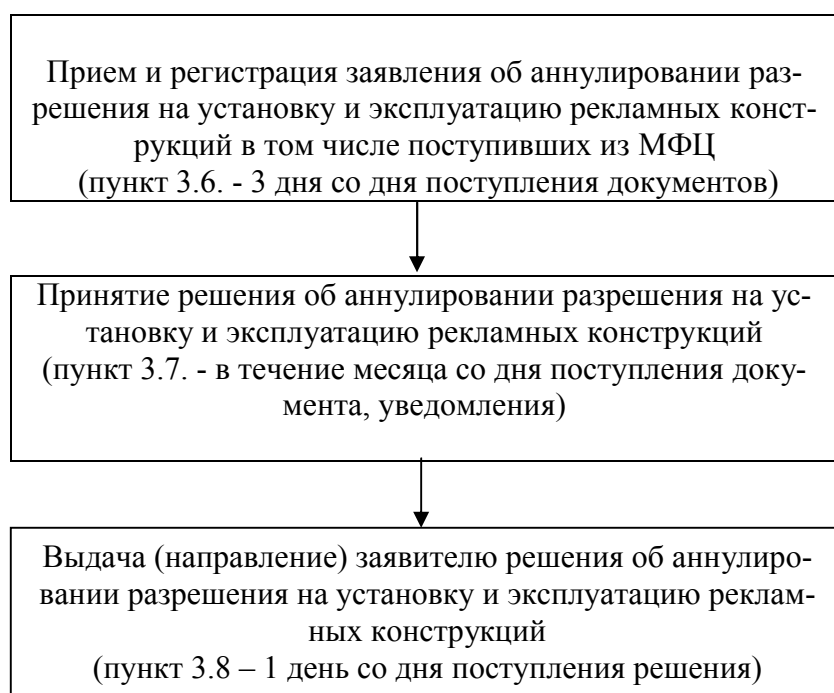 Прием и регистрация заявления об аннулировании раз-
решения на установку и эксплуатацию рекламных конст-
рукций в том числе поступивших из МФЦ
(пункт 3.6. - 3 дня со дня поступления документов)
Принятие решения об аннулировании разрешения на ус-
тановку и эксплуатацию рекламных конструкций
(пункт 3.7. - в течение месяца со дня поступления доку-
мента, уведомления)
Выдача (направление) заявителю решения об аннулиро-
вании разрешения на установку и эксплуатацию реклам-
ных конструкций
(пункт 3.8 – 1 день со дня поступления решения)